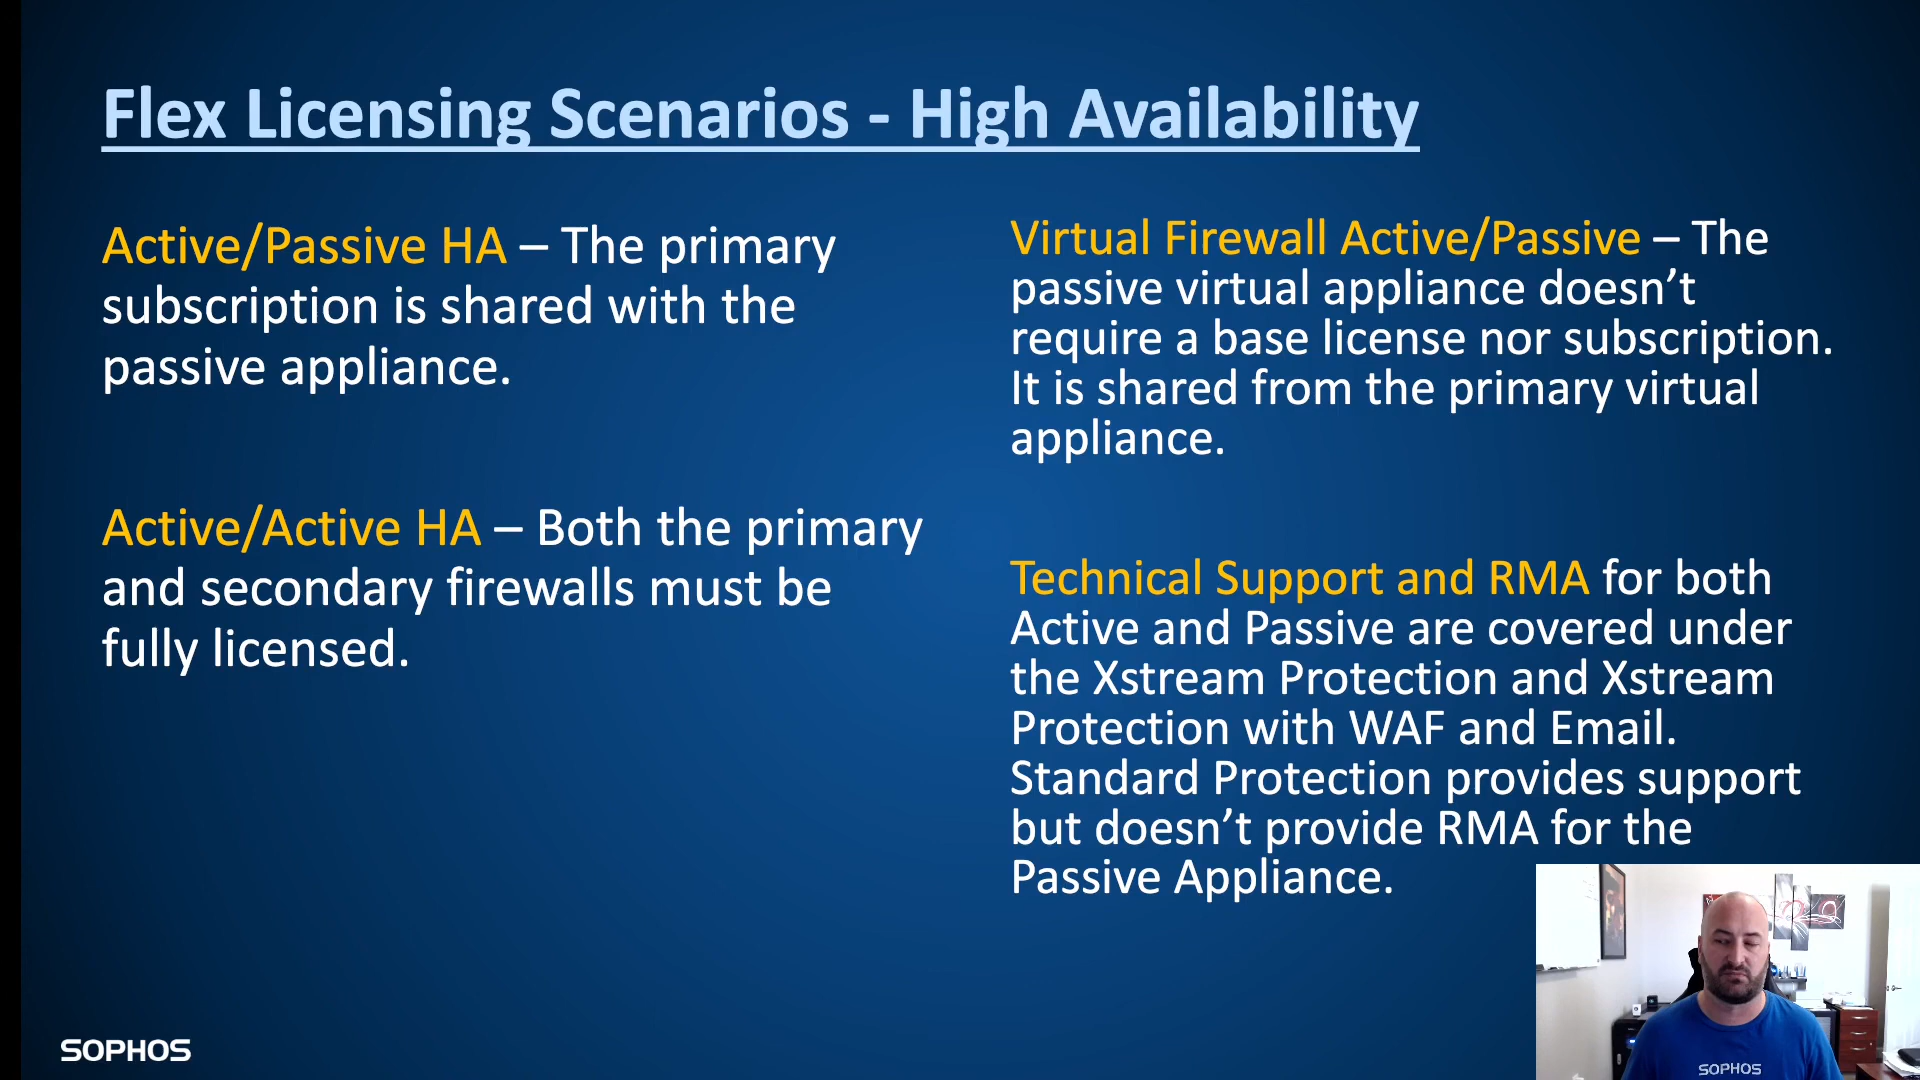 Flex Licensing Scenarios - High Availability
Active/Passive HA – The primary
subscription is shared with the
passive appliance.
Active/Active HA – Both the primary
and secondary firewalls must be
fully licensed.
Virtual Firewall Active/Passive – The
passive virtual appliance doesn’t
require a base license nor subscription.
It is shared from the primary virtual
appliance.
Technical Support and RMA for both
Active and Passive are covered under
the Xstream Protection and Xstream
Protection with WAF and Email.
Standard Protection provides support
but doesn’t provide RMA for the
Passive Appliance.
SOPHOS
SOPHOS